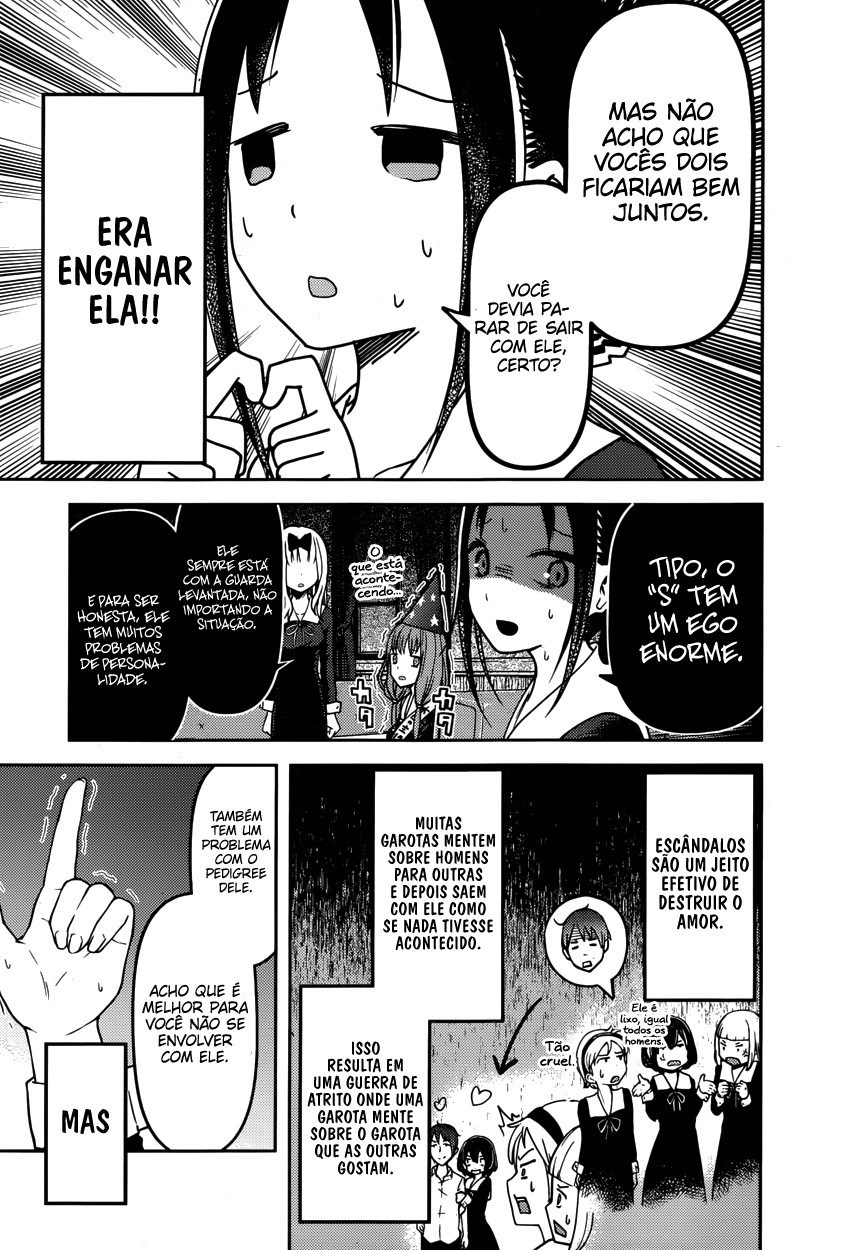 MAS NÃO
ACHO QUE
VOCÊS DOIS
FICARIAM BEM
JUNTOS.
VOCÊ
DEVIA PA-
RAR DE SAIR
COM ELE,
CERTO?
ERA
ENGANAR
ELA!!
TIPO, O
"S" TEM
UM EGO
ENORME.
O
que está
aconte-
cendo...
ガタ
ガタ
ELE
SEMPRE ESTÁ
COM A GUARDA
LEVANTADA, NÃO
IMPORTANDO A
SITUAÇÃO.
E PARA SER
HONESTA, ELE
TEM MUITOS
PROBLEMAS
DE PERSONA-
LIDADE.
ESCÂNDALOS
SÃO UM JEITO
EFETIVO DE
DESTRUIR O
AMOR.
MUITAS
GAROTAS MENTEM
SOBRE HOMENS
PARA OUTRAS
E DEPOIS SAEM
COM ELE COMO
SE NADA TIVESSE
ACONTECIDO.
Ele é
lixo, igual
todos os
homens.
Tão
cruel.
ISSO
RESULTA EM
UMA GUERRA DE
ATRITO ONDE UMA
GAROTA MENTE
SOBRE O GAROTA
QUE AS OUTRAS
GOSTAM.
TAMBÉM
TEM UM
PROBLEMA
COM O
PEDIGREE
DELE.
ACHO QUE É
MELHOR PARA
VOCÊ NÃO SE
ENVOLVER
COM ELE.
MAS